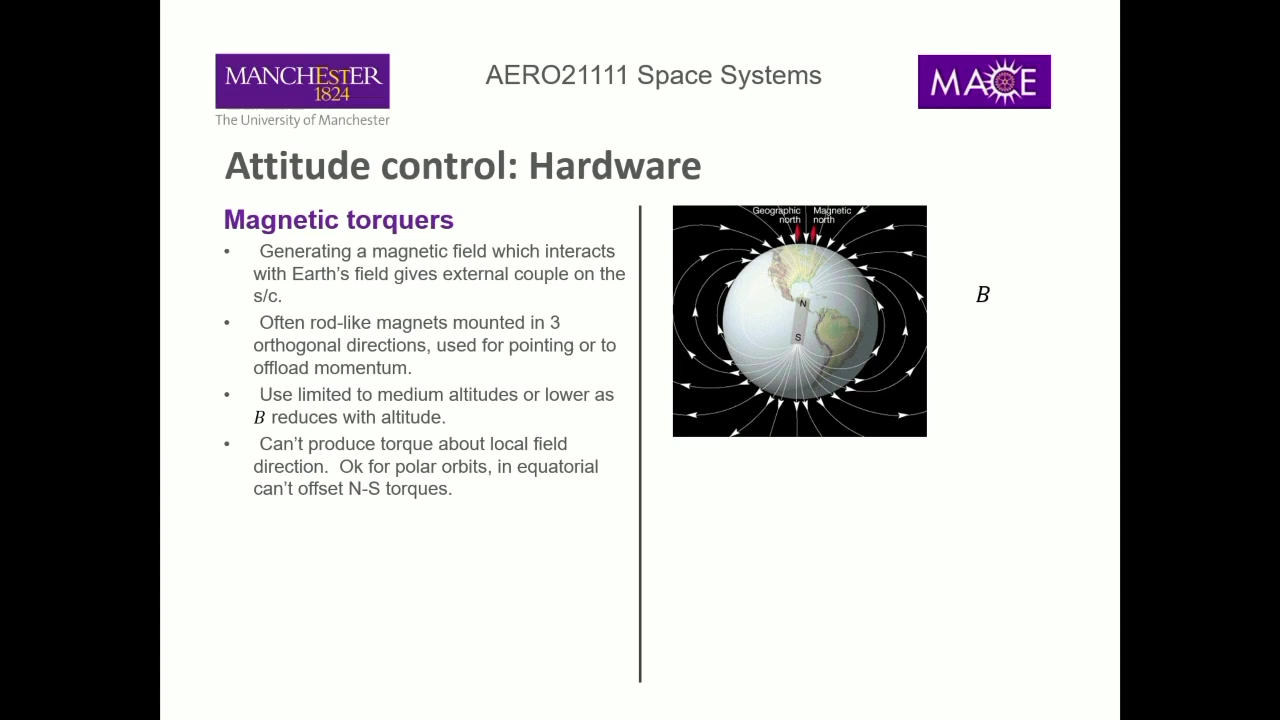 MANCHESTER
1824
The University of Manchester
AERO21111 Space Systems
MACE
Attitude control: Hardware
Magnetic torquers
• Generating a magnetic field which interacts
with Earth's field gives external couple on the
s/c.
• Often rod-like magnets mounted in 3
orthogonal directions, used for pointing or to
offload momentum.
• Use limited to medium altitudes or lower as
B reduces with altitude.
• Can't produce torque about local field
direction.  Ok for polar orbits, in equatorial
can't offset N-S torques.
Geographic
north
Magnetic
north
N
S
B